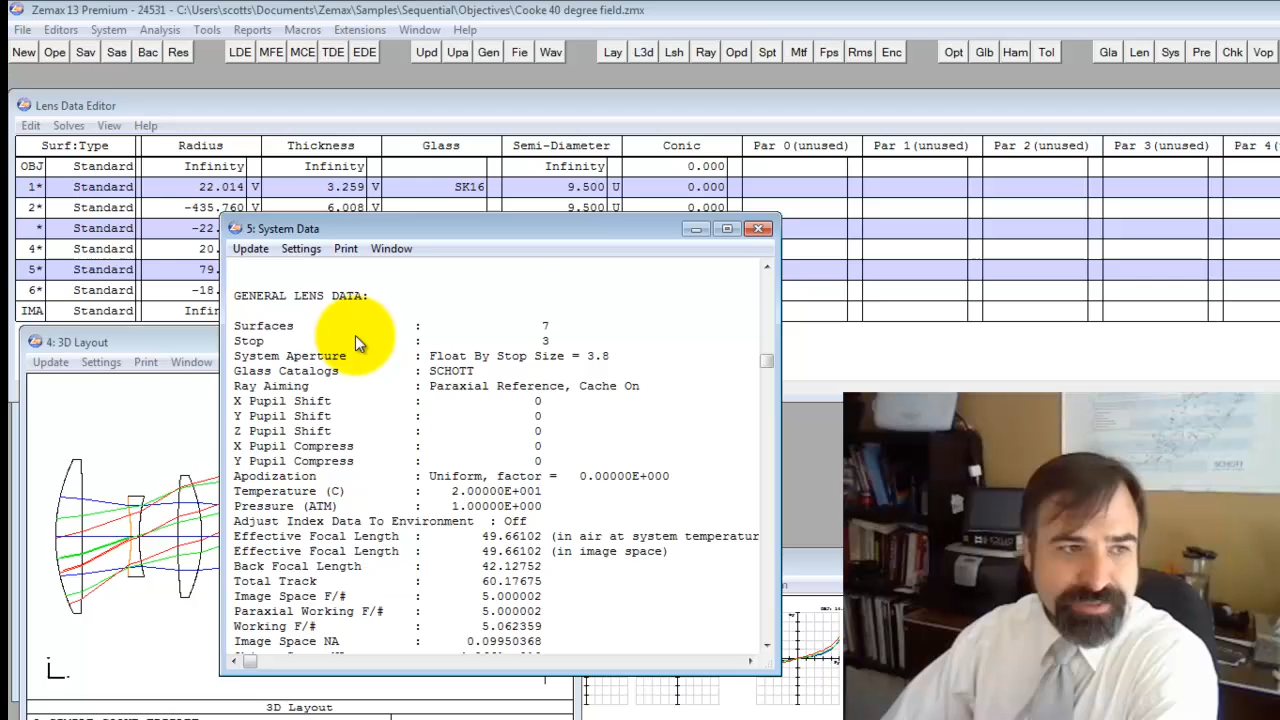 Zemax 13 Premium - 24531 - C:\Users\scotts\Documents\Zemax\Samples\Sequential\Objectives\Cooke 40 degree field.zmx
File Editors System Analysis Tools Reports Macros Extensions Window Help
New Ope Sav Sas Bac Res LDE MFE MCE TDE EDE Upd Upa Gen Fie Wav Lay L3d Lsh Ray Opd Spt Mtf Fps Rms Enc Opt Glb Ham Tol Gla Len Sys Pre Chk Vop
Lens Data Editor
Edit Solves View Help
Surf:Type Radius Thickness Glass Semi-Diameter Conic Par 0(unused) Par 1(unused) Par 2(unused) Par 3(unused) Par 4(
OBJ Standard Infinity Infinity Infinity 0.000
1* Standard 22.014 V 3.259 V SK16 9.500 U 0.000
2* Standard -435.760 V 6.008 V 9.500 U 0.000
* Standard -22.
4* Standard 20.
5* Standard 79.
6* Standard -18.
IMA Standard Infin
5: System Data
Update Settings Print Window
GENERAL LENS DATA:
Surfaces : 7
Stop : 3
System Aperture : Float By Stop Size = 3.8
Glass Catalogs : SCHOTT
Ray Aiming : Paraxial Reference, Cache On
X Pupil Shift : 0
Y Pupil Shift : 0
Z Pupil Shift : 0
X Pupil Compress : 0
Y Pupil Compress : 0
Apodization : Uniform, factor = 0.00000E+000
Temperature (C) : 2.00000E+001
Pressure (ATM) : 1.00000E+000
Adjust Index Data To Environment : Off
Effective Focal Length : 49.66102 (in air at system temperatur
Effective Focal Length : 49.66102 (in image space)
Back Focal Length : 42.12752
Total Track : 60.17675
Image Space F/# : 5.000002
Paraxial Working F/# : 5.000002
Working F/# : 5.062359
Image Space NA : 0.09950368
4: 3D Layout
Update Settings Print Window
3D Layout
SCHOTT